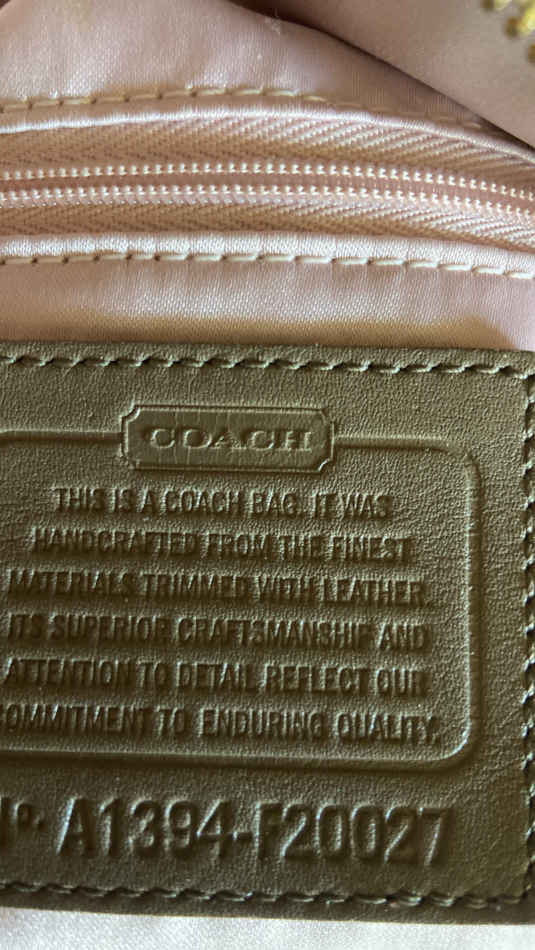 COACH
THIS IS A COACH BAG. IT WAS
HANDCRAFTED FROM THE FINEST
MATERIALS TRIMMED WITH LEATHER.
ITS SUPERIOR CRAFTSMANSHIP AND
ATTENTION TO DETAIL REFLECT OUR
COMMITMENT TO ENDURING QUALITY.
Nº A1394-F20027